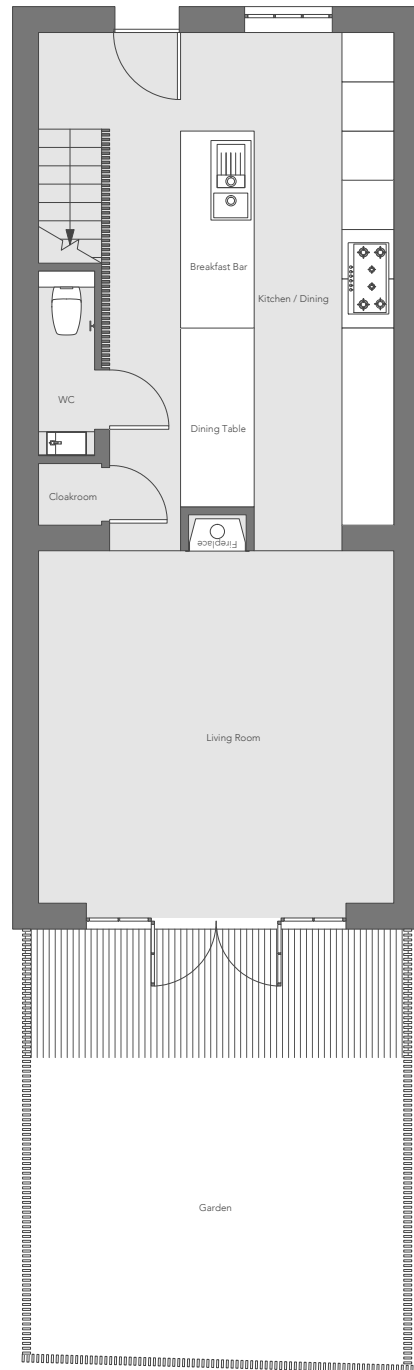 Breakfast Bar
Kitchen / Dining
WC
Dining Table
Cloakroom
Fireplace
Living Room
Garden